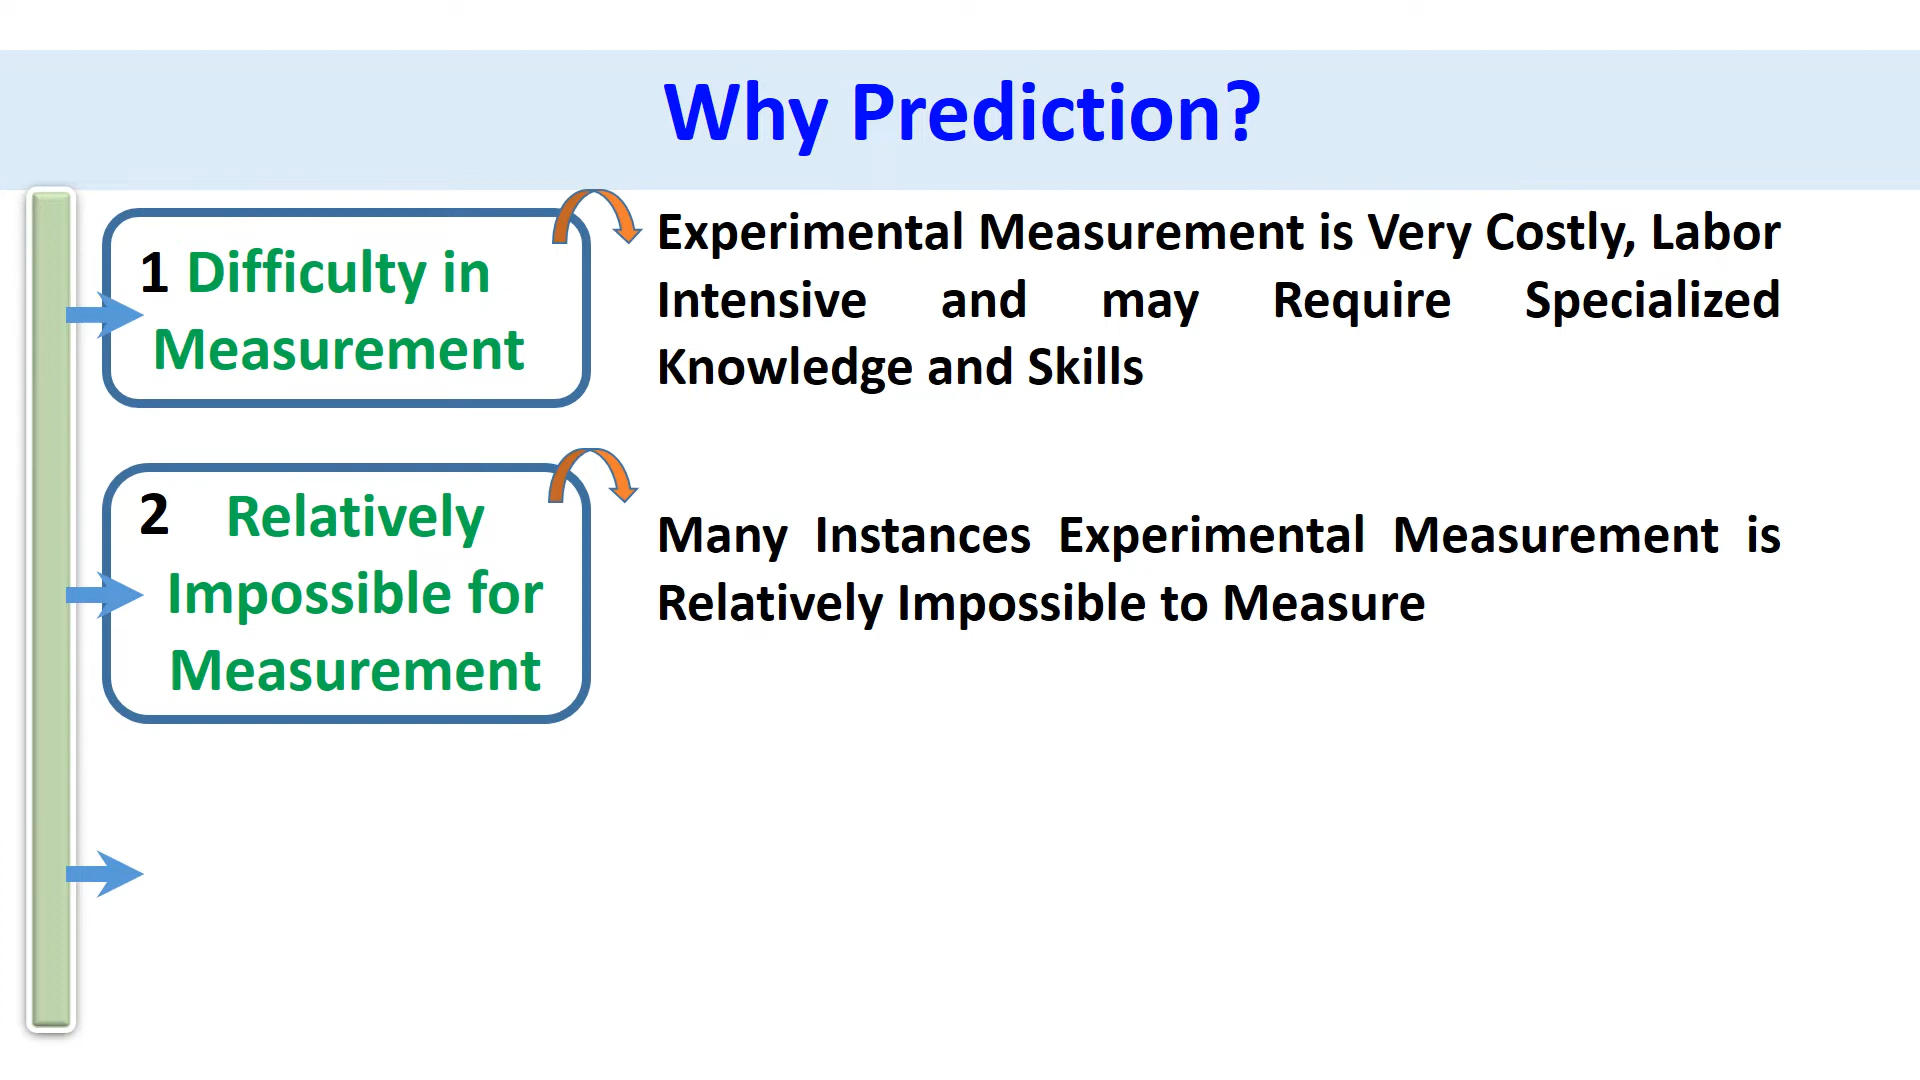 Why Prediction?
1 Difficulty in
Measurement
Experimental Measurement is Very Costly, Labor
Intensive and may Require Specialized
Knowledge and Skills
2 Relatively
Impossible for
Measurement
Many Instances Experimental Measurement is
Relatively Impossible to Measure